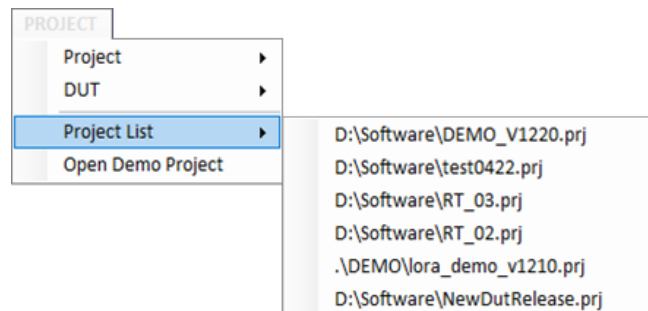 PROJECT
Project
DUT
Project List
Open Demo Project
D:\Software\DEMO_V1220.prj
D:\Software\test0422.prj
D:\Software\RT_03.prj
D:\Software\RT_02.prj
.\DEMO\lora_demo_v1210.prj
D:\Software\NewDutRelease.prj